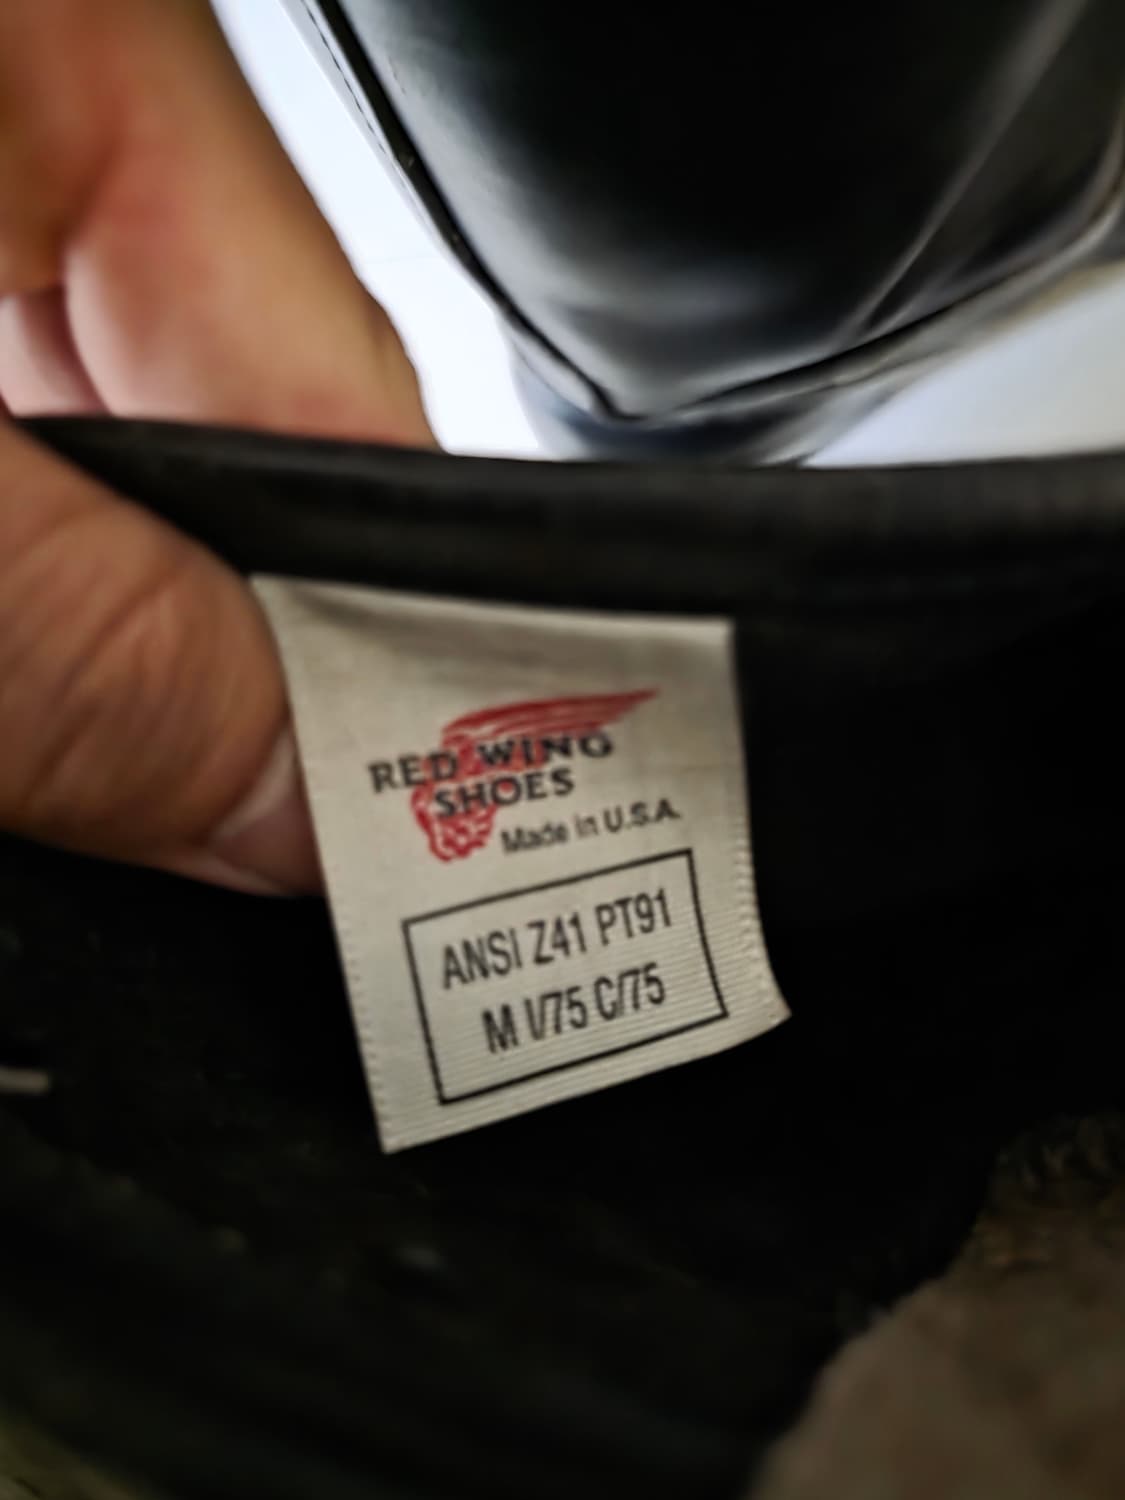 RED WING
SHOES
Made in U.S.A.
ANSI Z41 PT91
M I/75 C/75